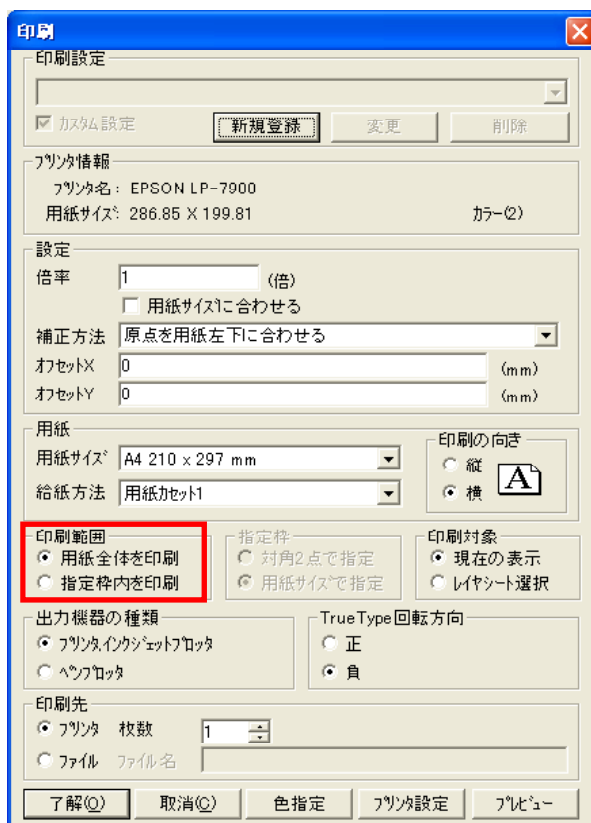 印刷
印刷設定
カスタム設定 新規登録 変更 削除
プリンタ情報
プリンタ名: EPSON LP-7900
用紙サイズ: 286.85 X 199.81 カラー(2)
設定
倍率 1 (倍)
用紙サイズに合わせる
補正方法 原点を用紙左下に合わせる
オフセットX 0 (mm)
オフセットY 0 (mm)
用紙
用紙サイズ A4 210 x 297 mm
給紙方法 用紙カセット1
印刷の向き
縦
横
A
印刷範囲
用紙全体を印刷
指定枠内を印刷
指定枠
対角2点で指定
用紙サイズで指定
印刷対象
現在の表示
レイヤシート選択
出力機器の種類
プリンタ,インクジェットプロッタ
ペンプロッタ
TrueType回転方向
正
負
印刷先
プリンタ 枚数 1
ファイル ファイル名
了解(O) 取消(C) 色指定 プリンタ設定 プレビュー